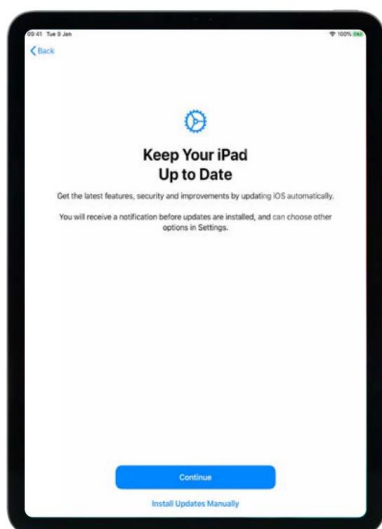 09:41 Tue 9 Jan
100%
Back
Keep Your iPad
Up to Date
Get the latest features, security and improvements by updating iOS automatically.
You will receive a notification before updates are installed, and can choose other
options in Settings.
Continue
Install Updates Manually